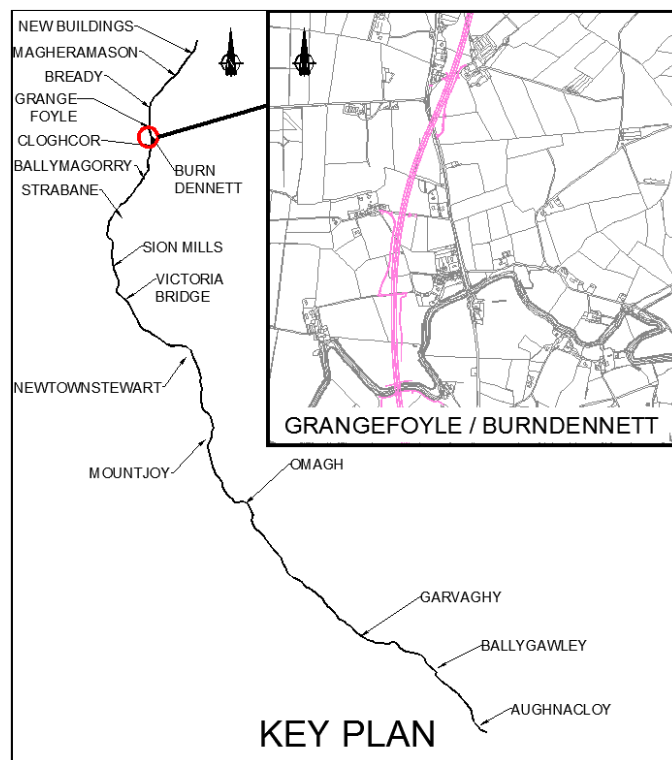 NEW BUILDINGS
MAGHERAMASON
BREADY
GRANGE
FOYLE
CLOGHCOR
BALLYMAGORRY
BURN
DENNETT
STRABANE
SION MILLS
VICTORIA
BRIDGE
NEWTOWNSTEWART
MOUNTJOY
OMAGH
GARVAGHY
BALLYGAWLEY
AUGHNACLOY
GRANGEFOYLE / BURNDENNETT
KEY PLAN